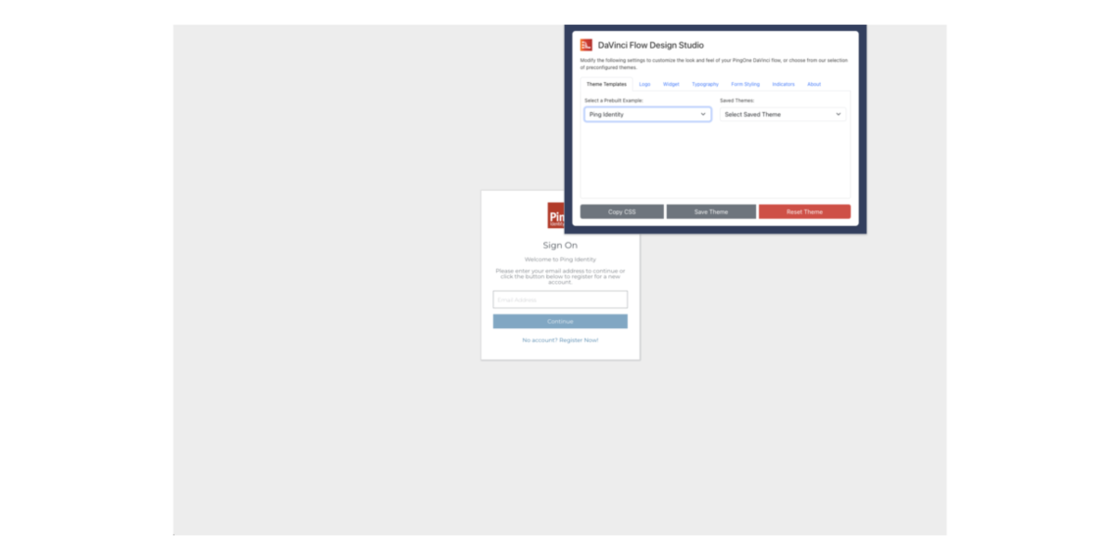 DaVinci Flow Design Studio
Modify the following settings to customize the look and feel of your PingOne DaVinci flow, or choose from our selection
of preconfigured themes.
Theme Templates Logo Widget Typography Form Styling Indicators About
Select a Prebuilt Example: Saved Themes:
Ping Identity Select Saved Theme
Copy CSS Save Theme Reset Theme
Pin
Sign On
Welcome to Ping Identity
Please enter your email address to continue or
click the button below to register for a new
account.
Email Address
Continue
No account? Register Now!